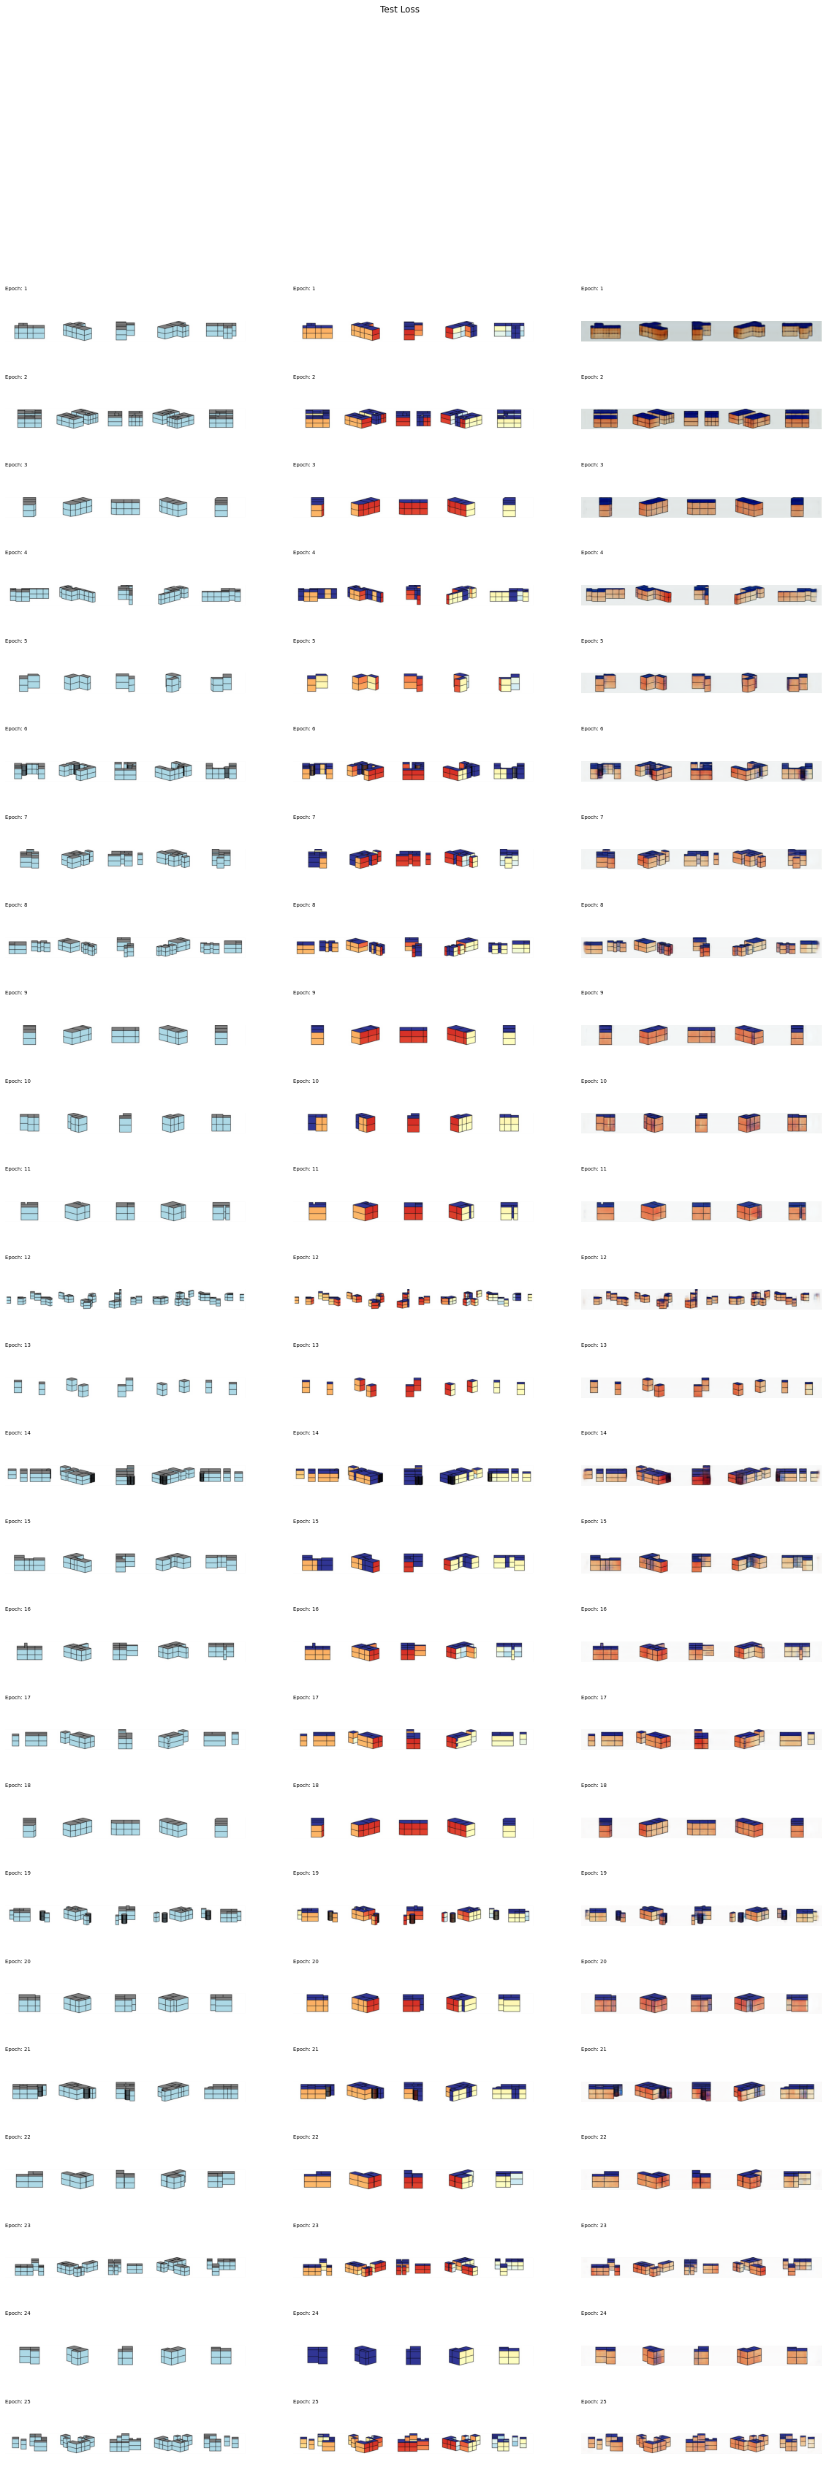 Test Loss
Epoch: 1 Epoch: 1 Epoch: 1
Epoch: 2 Epoch: 2 Epoch: 2
Epoch: 3 Epoch: 3 Epoch: 3
Epoch: 4 Epoch: 4 Epoch: 4
Epoch: 5 Epoch: 5 Epoch: 5
Epoch: 6 Epoch: 6 Epoch: 6
Epoch: 7 Epoch: 7 Epoch: 7
Epoch: 8 Epoch: 8 Epoch: 8
Epoch: 9 Epoch: 9 Epoch: 9
Epoch: 10 Epoch: 10 Epoch: 10
Epoch: 11 Epoch: 11 Epoch: 11
Epoch: 12 Epoch: 12 Epoch: 12
Epoch: 13 Epoch: 13 Epoch: 13
Epoch: 14 Epoch: 14 Epoch: 14
Epoch: 15 Epoch: 15 Epoch: 15
Epoch: 16 Epoch: 16 Epoch: 16
Epoch: 17 Epoch: 17 Epoch: 17
Epoch: 18 Epoch: 18 Epoch: 18
Epoch: 19 Epoch: 19 Epoch: 19
Epoch: 20 Epoch: 20 Epoch: 20
Epoch: 21 Epoch: 21 Epoch: 21
Epoch: 22 Epoch: 22 Epoch: 22
Epoch: 23 Epoch: 23 Epoch: 23
Epoch: 24 Epoch: 24 Epoch: 24
Epoch: 25 Epoch: 25 Epoch: 25